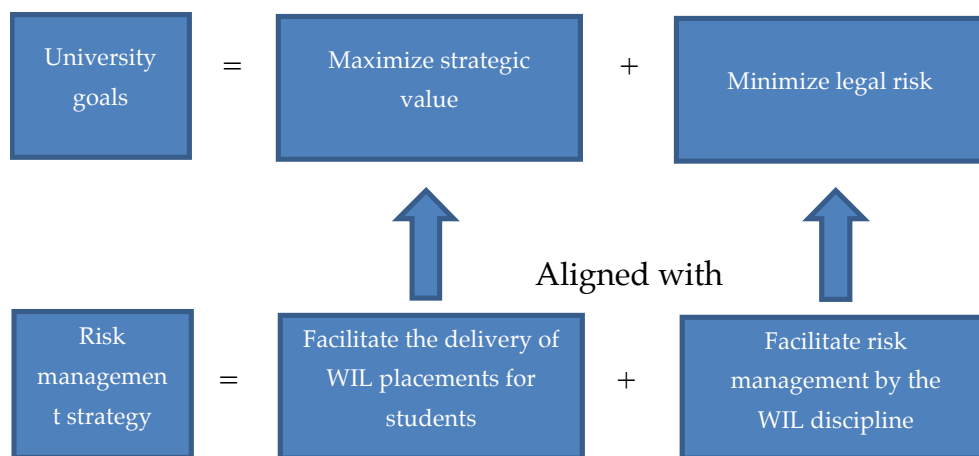 University
goals
=
Maximize strategic
value
+
Minimize legal risk
Aligned with
Risk
managemen
t strategy
=
Facilitate the delivery of
WIL placements for
students
+
Facilitate risk
management by the
WIL discipline